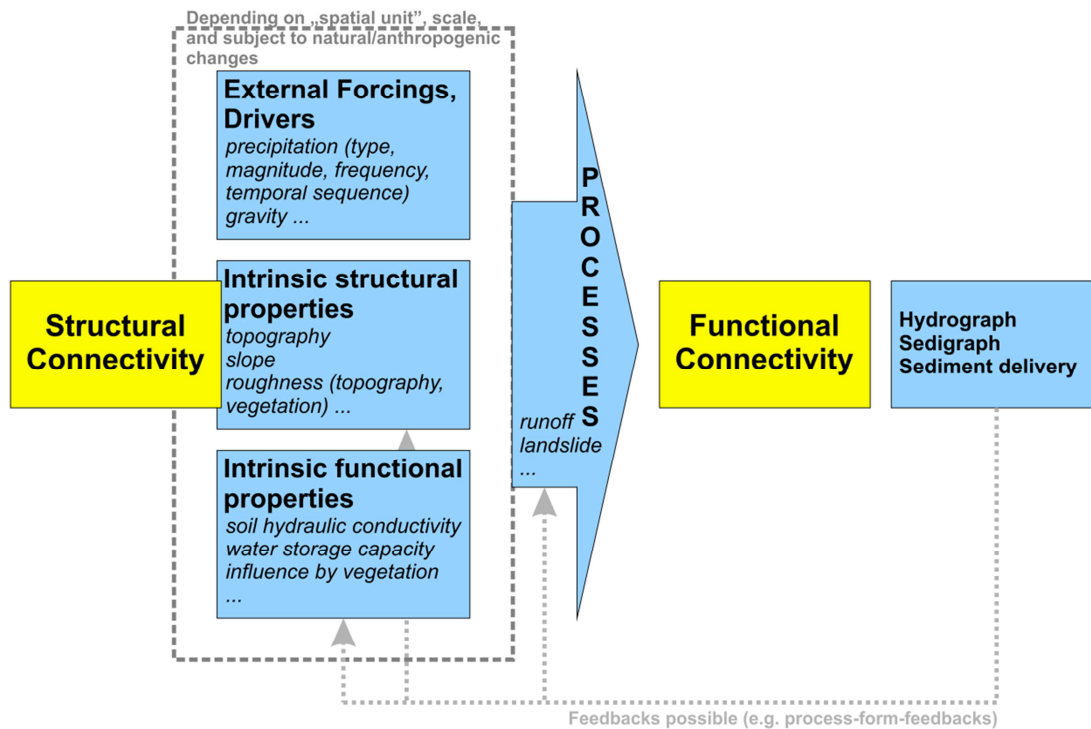 Depending on „spatial unit”, scale,
and subject to natural/anthropogenic
changes
External Forcings,
Drivers
precipitation (type,
magnitude, frequency,
temporal sequence)
gravity ...
Structural
Connectivity
Intrinsic structural
properties
topography
slope
roughness (topography,
vegetation) ...
Intrinsic functional
properties
soil hydraulic conductivity
water storage capacity
influence by vegetation
...
PROCESSES
runoff
landslide
...
Functional
Connectivity
Hydrograph
Sedigraph
Sediment delivery
Feedbacks possible (e.g. process-form-feedbacks)